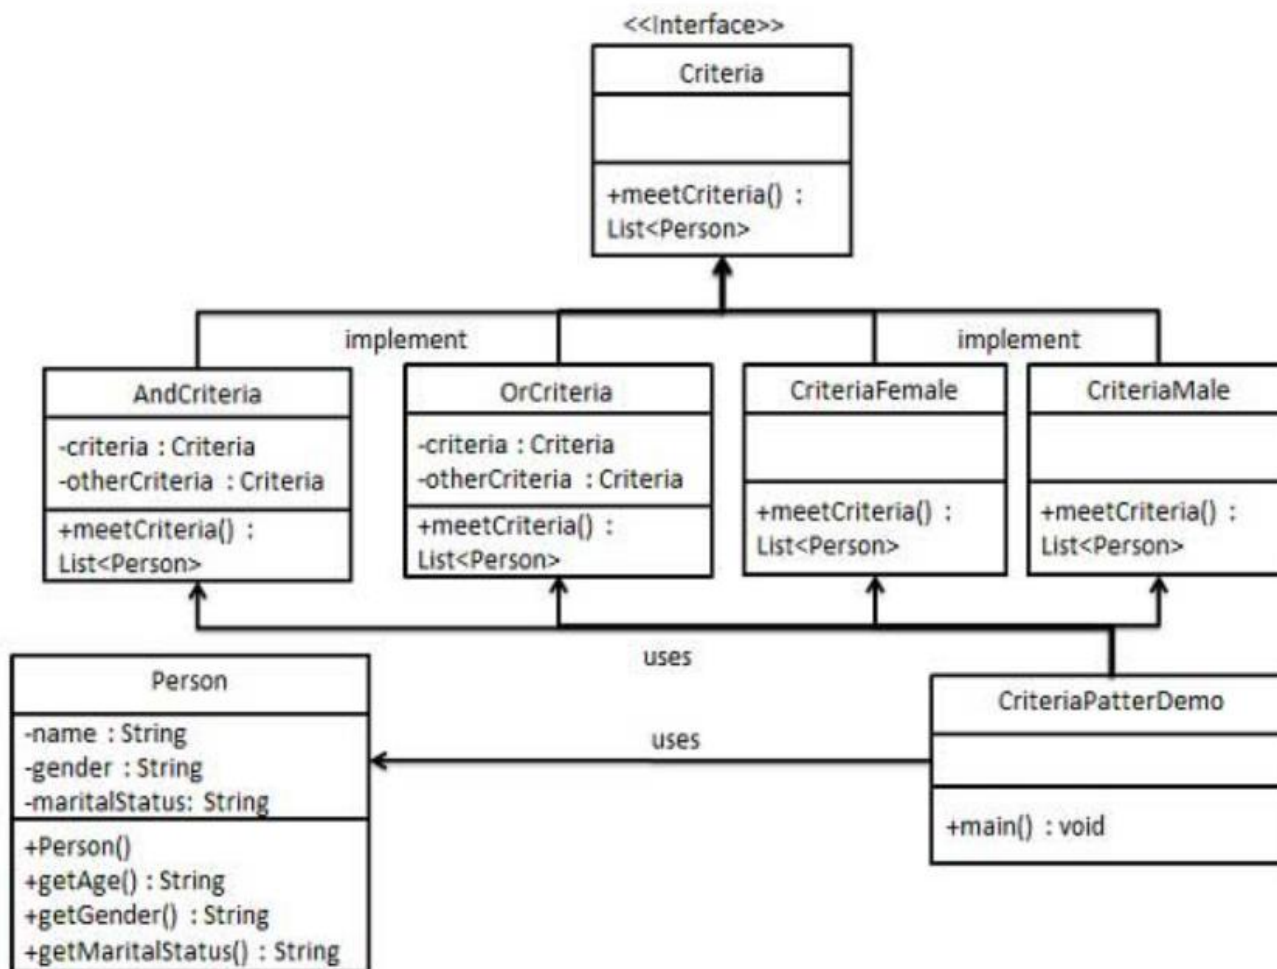 <<Interface>>
Criteria
+meetCriteria() :
List<Person>
implement
implement
AndCriteria
-criteria : Criteria
-otherCriteria : Criteria
+meetCriteria() :
List<Person>
OrCriteria
-criteria : Criteria
-otherCriteria : Criteria
+meetCriteria() :
List<Person>
CriteriaFemale
+meetCriteria() :
List<Person>
CriteriaMale
+meetCriteria() :
List<Person>
uses
Person
-name : String
-gender : String
-maritalStatus: String
+Person()
+getAge() : String
+getGender() : String
+getMaritalStatus() : String
uses
CriteriaPatterDemo
+main() : void